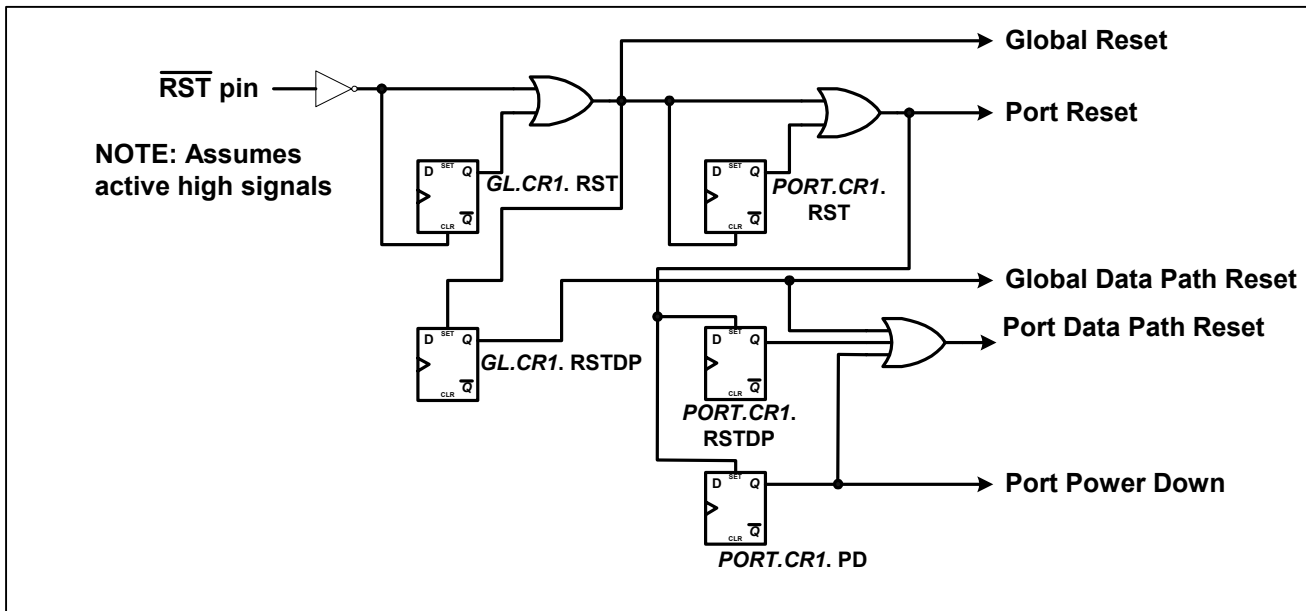 Global Reset
RST pin
Port Reset
NOTE: Assumes
active high signals
D SET Q
Q
CLR
GL.CR1. RST
D SET Q
Q
CLR
PORT.CR1.
RST
Global Data Path Reset
Port Data Path Reset
D SET Q
Q
CLR
GL.CR1. RSTDP
D SET Q
Q
CLR
PORT.CR1.
RSTDP
D SET Q
Q
CLR
Port Power Down
PORT.CR1. PD